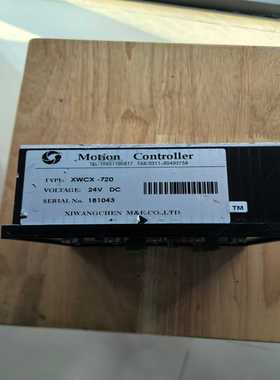 Motion Controller
TYPE: XWCX-720
VOLTAGE: 24V DC
SERIAL No. 181043
XIWANGCHEN M&E.CO.,LTD
TM